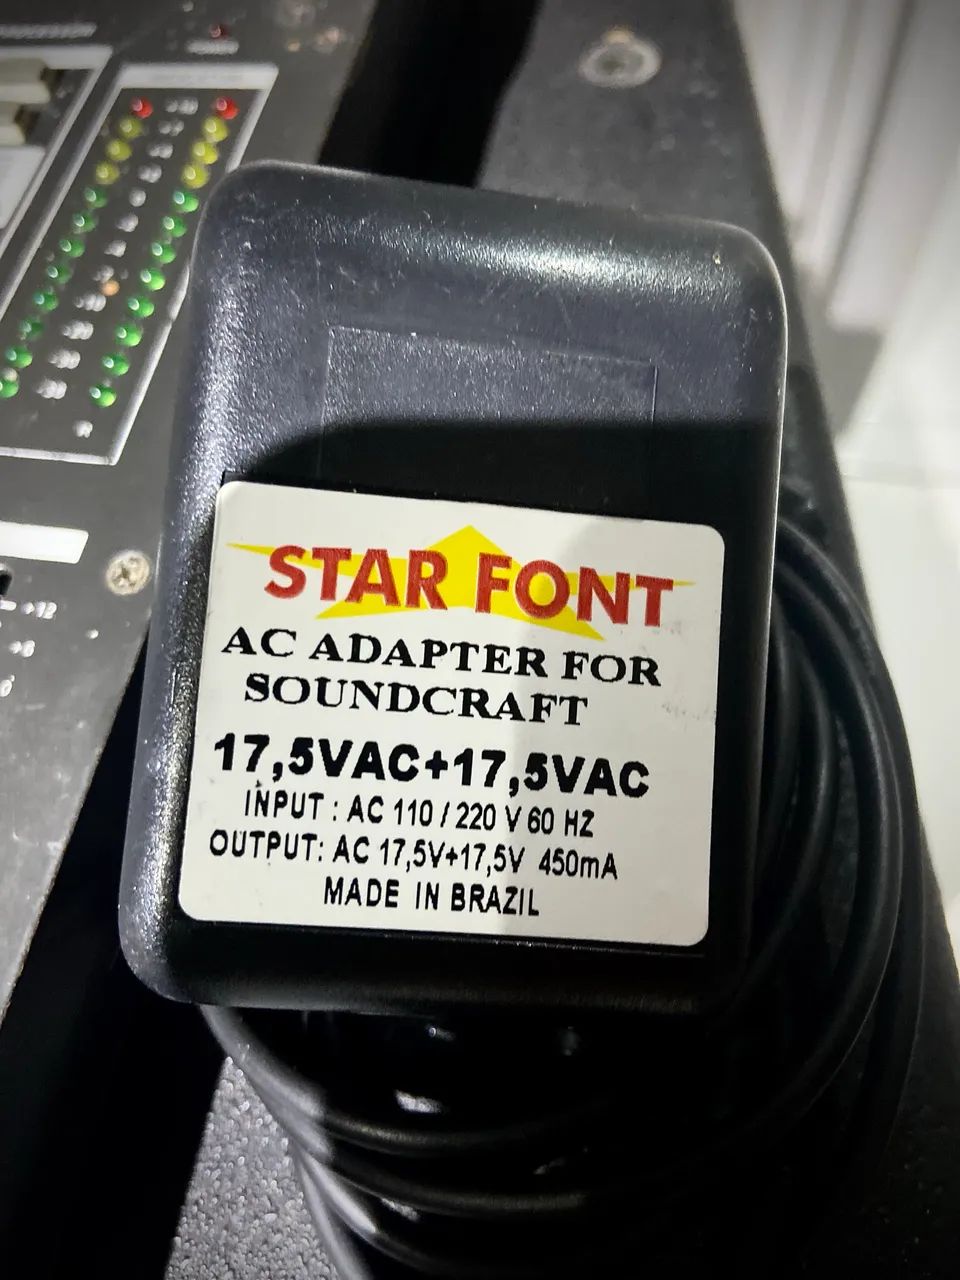 STAR FONT
AC ADAPTER FOR
SOUNDCRAFT
17,5VAC+17,5VAC
INPUT : AC 110 / 220 V 60 HZ
OUTPUT: AC 17,5V+17,5V 450mA
MADE IN BRAZIL
+12